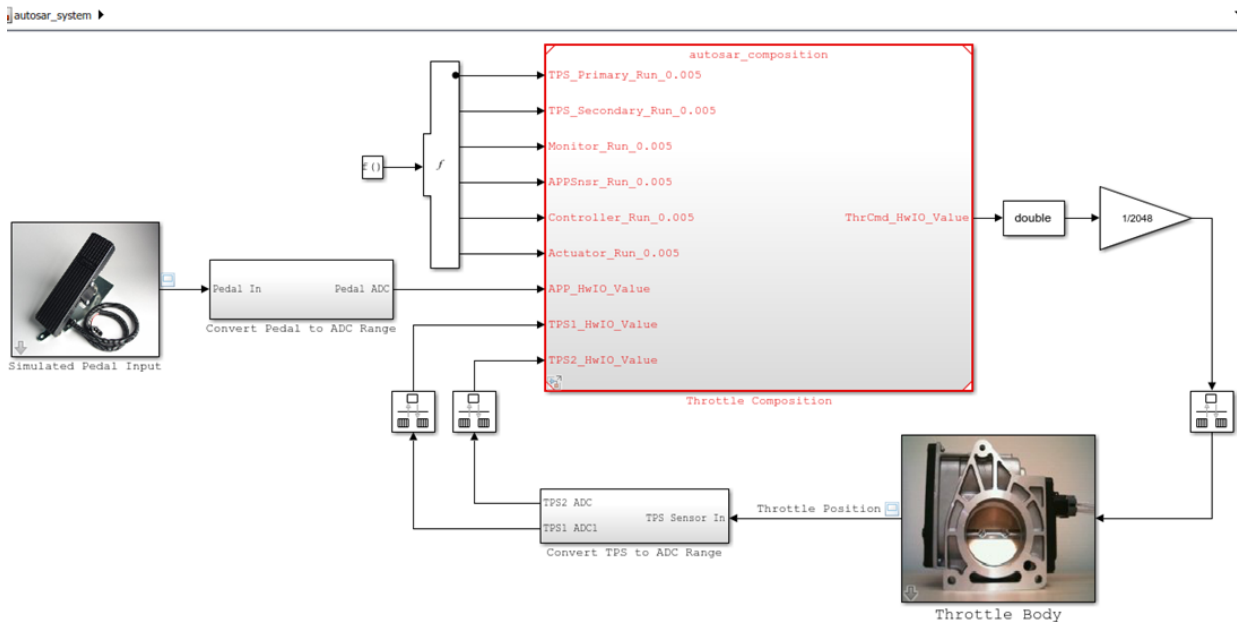 autosar_system
autosar_composition
TPS_Primary_Run_0.005
TPS_Secondary_Run_0.005
Monitor_Run_0.005
APPSnsr_Run_0.005
Controller_Run_0.005
Actuator_Run_0.005
APP_HwIO_Value
TPS1_HwIO_Value
TPS2_HwIO_Value
ThrCmd_HwIO_Value
Throttle Composition
f()
f
double
1/2048
Pedal In
Pedal ADC
Convert Pedal to ADC Range
Simulated Pedal Input
TPS2 ADC
TPS1 ADC1
TPS Sensor In
Convert TPS to ADC Range
Throttle Position
Throttle Body